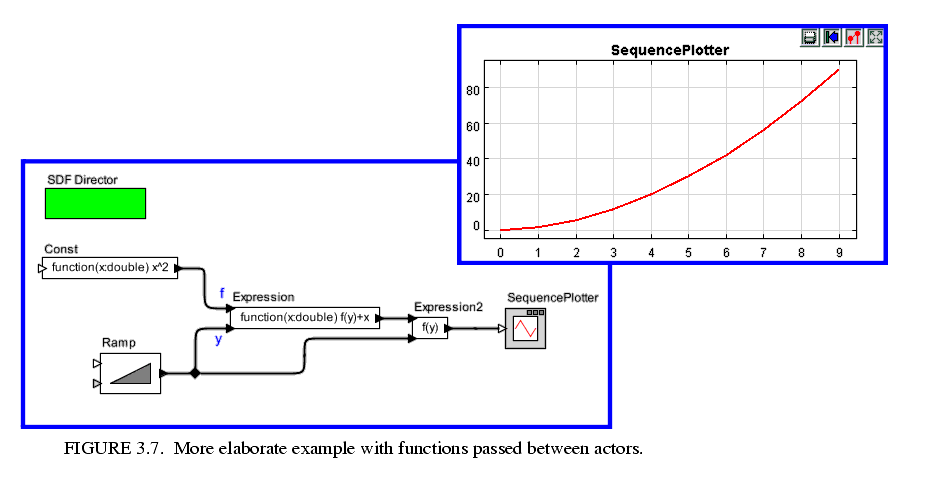 SequencePlotter
80
60
40
20
0
0 1 2 3 4 5 6 7 8 9
SDF Director
Const
function(x:double) x^2
f
Expression
function(x:double) f(y)+x
y
Expression2
f(y)
SequencePlotter
Ramp
FIGURE 3.7. More elaborate example with functions passed between actors.